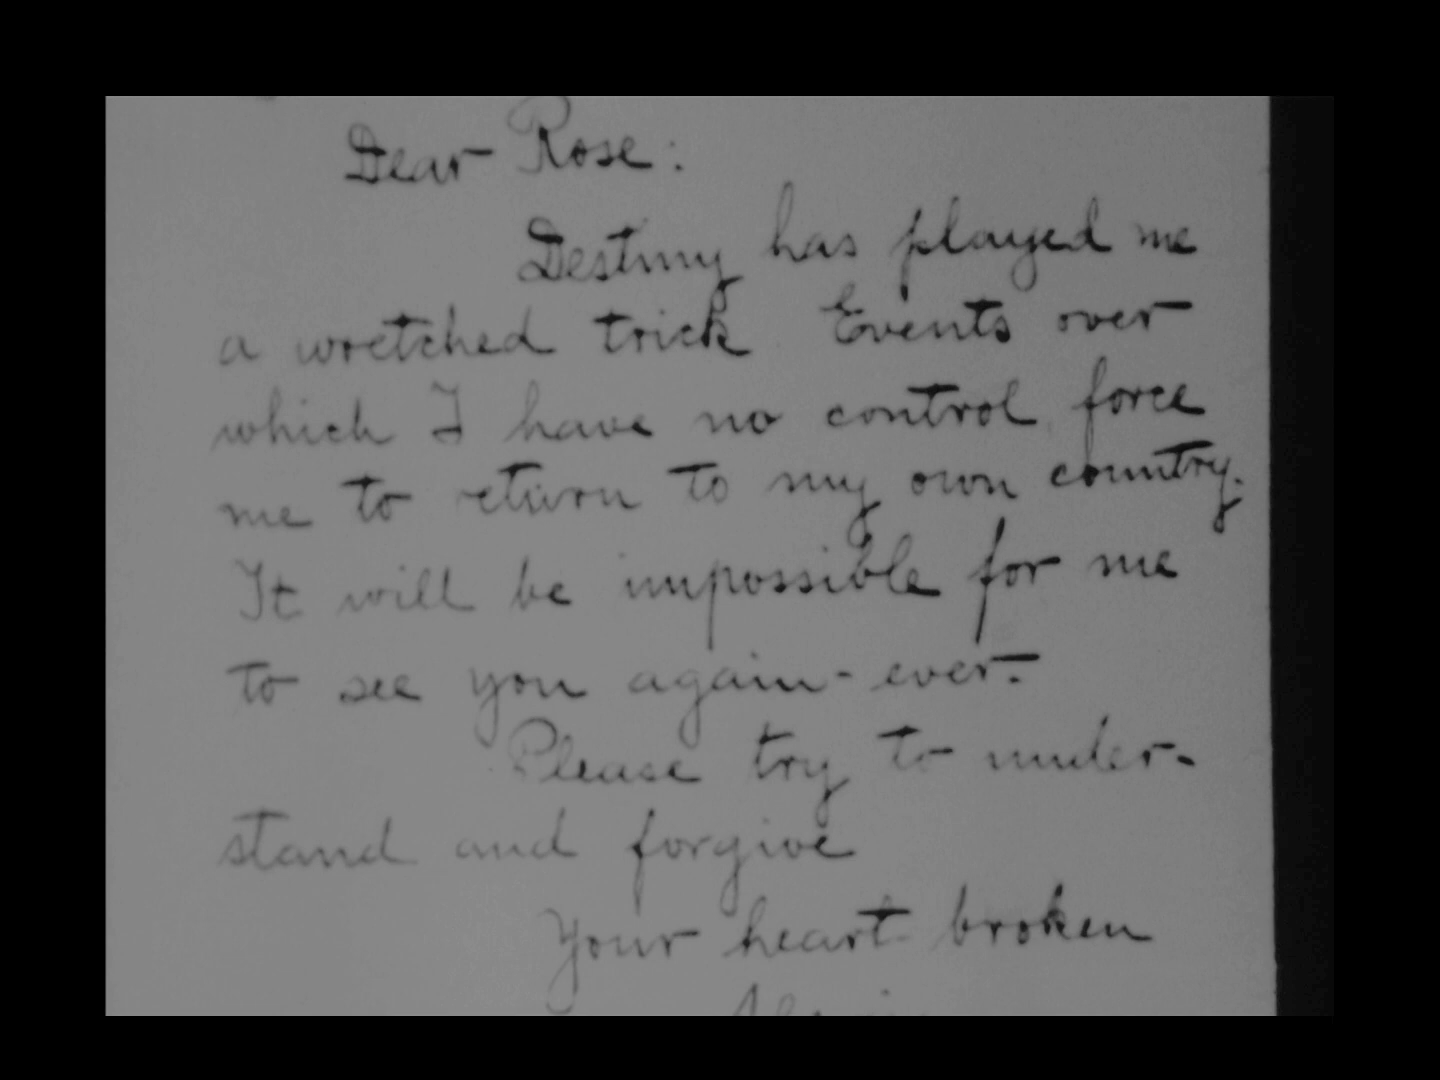 Dear Rose:
Destiny has played me
a wretched trick Events over
which I have no control force
me to return to my own country.
It will be impossible for me
to see you again - ever.
Please try to under-
stand and forgive
Your heart broken